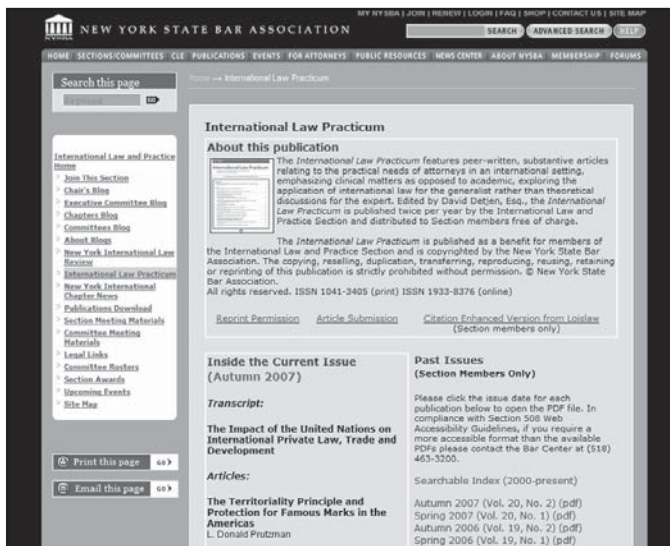 MY NYSBA | JOIN | RENEW | LOGIN | FAQ | SHOP | CONTACT US | SITE MAP
NYSBA
NEW YORK STATE BAR ASSOCIATION
SEARCH
ADVANCED SEARCH
HELP
HOME SECTIONS/COMMITTEES CLE PUBLICATIONS EVENTS FOR ATTORNEYS PUBLIC RESOURCES NEWS CENTER ABOUT NYSBA MEMBERSHIP FORUMS
Search this page
Keyword
GO
home → International Law Practicum
International Law and Practice
Home
Join This Section
Chair's Blog
Executive Committee Blog
Chapters Blog
Committees Blog
About Blogs
New York International Law
Review
International Law Practicum
New York International
Chapter News
Publications Download
Section Meeting Materials
Committee Meeting
Materials
Legal Links
Committee Rosters
Section Awards
Upcoming Events
Site Map
Print this page
GO
Email this page
GO
International Law Practicum
About this publication
The International Law Practicum features peer-written, substantive articles
relating to the practical needs of attorneys in an international setting,
emphasizing clinical matters as opposed to academic, exploring the
application of international law for the generalist rather than theoretical
discussions for the expert. Edited by David Detjen, Esq., the International
Law Practicum is published twice per year by the International Law and
Practice Section and distributed to Section members free of charge.
The International Law Practicum is published as a benefit for members of
the International Law and Practice Section and is copyrighted by the New York State Bar
Association. The copying, reselling, duplication, transferring, reproducing, reusing, retaining
or reprinting of this publication is strictly prohibited without permission. © New York State
Bar Association.
All rights reserved. ISSN 1041-3405 (print) ISSN 1933-8376 (online)
Reprint Permission Article Submission Citation Enhanced Version from Loislaw
(Section members only)
Inside the Current Issue
(Autumn 2007)
Transcript:
The Impact of the United Nations on
International Private Law, Trade and
Development
Articles:
The Territoriality Principle and
Protection for Famous Marks in the
Americas
L. Donald Prutzman
Past Issues
(Section Members Only)
Please click the issue date for each
publication below to open the PDF file. In
compliance with Section 508 Web
Accessibility Guidelines, if you require a
more accessible format than the available
PDFs please contact the Bar Center at (518)
463-3200.
Searchable Index (2000-present)
Autumn 2007 (Vol. 20, No. 2) (pdf)
Spring 2007 (Vol. 20, No. 1) (pdf)
Autumn 2006 (Vol. 19, No. 2) (pdf)
Spring 2006 (Vol. 19, No. 1) (pdf)